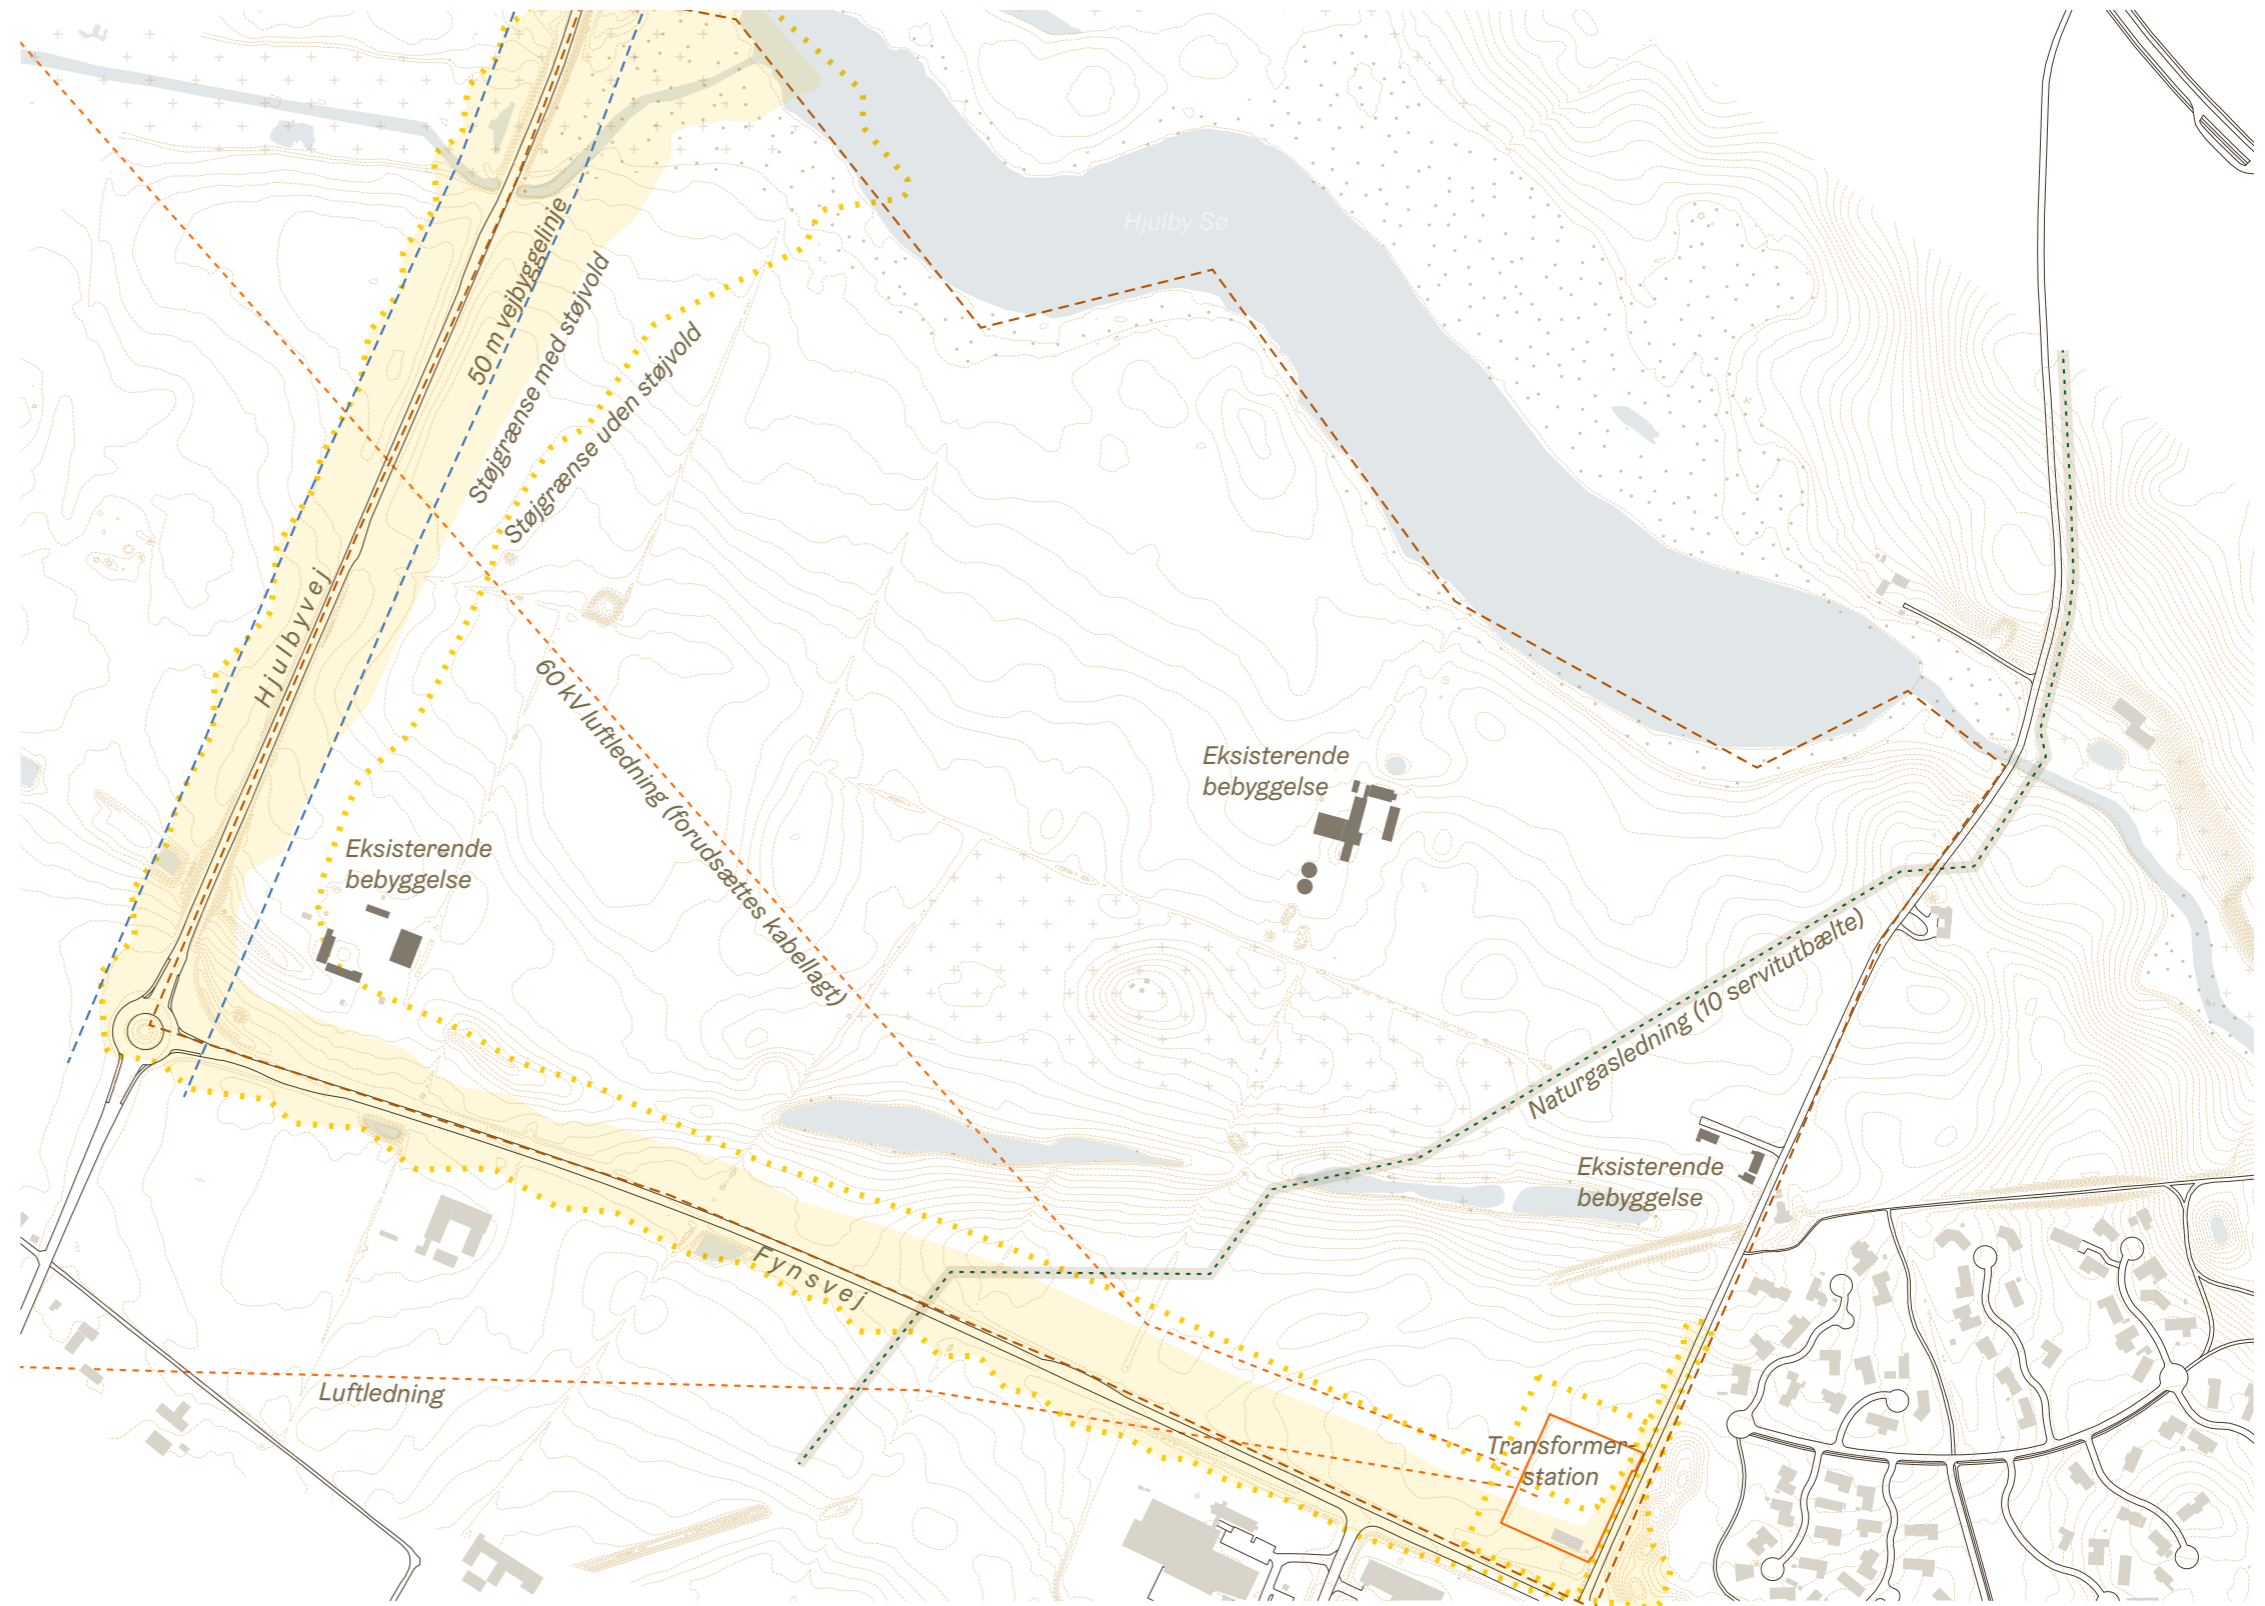 Hjulby Sø
50 m vejbyggelinje
Støjgrænse med støjvold
Støjgrænse uden støjvold
Hjulbyvej
60 kV luftledning (forudsættes kabellagt)
Eksisterende
bebyggelse
Eksisterende
bebyggelse
Naturgasledning (10 servitutbælte)
Eksisterende
bebyggelse
Fynsvej
Luftledning
Transformer-
station